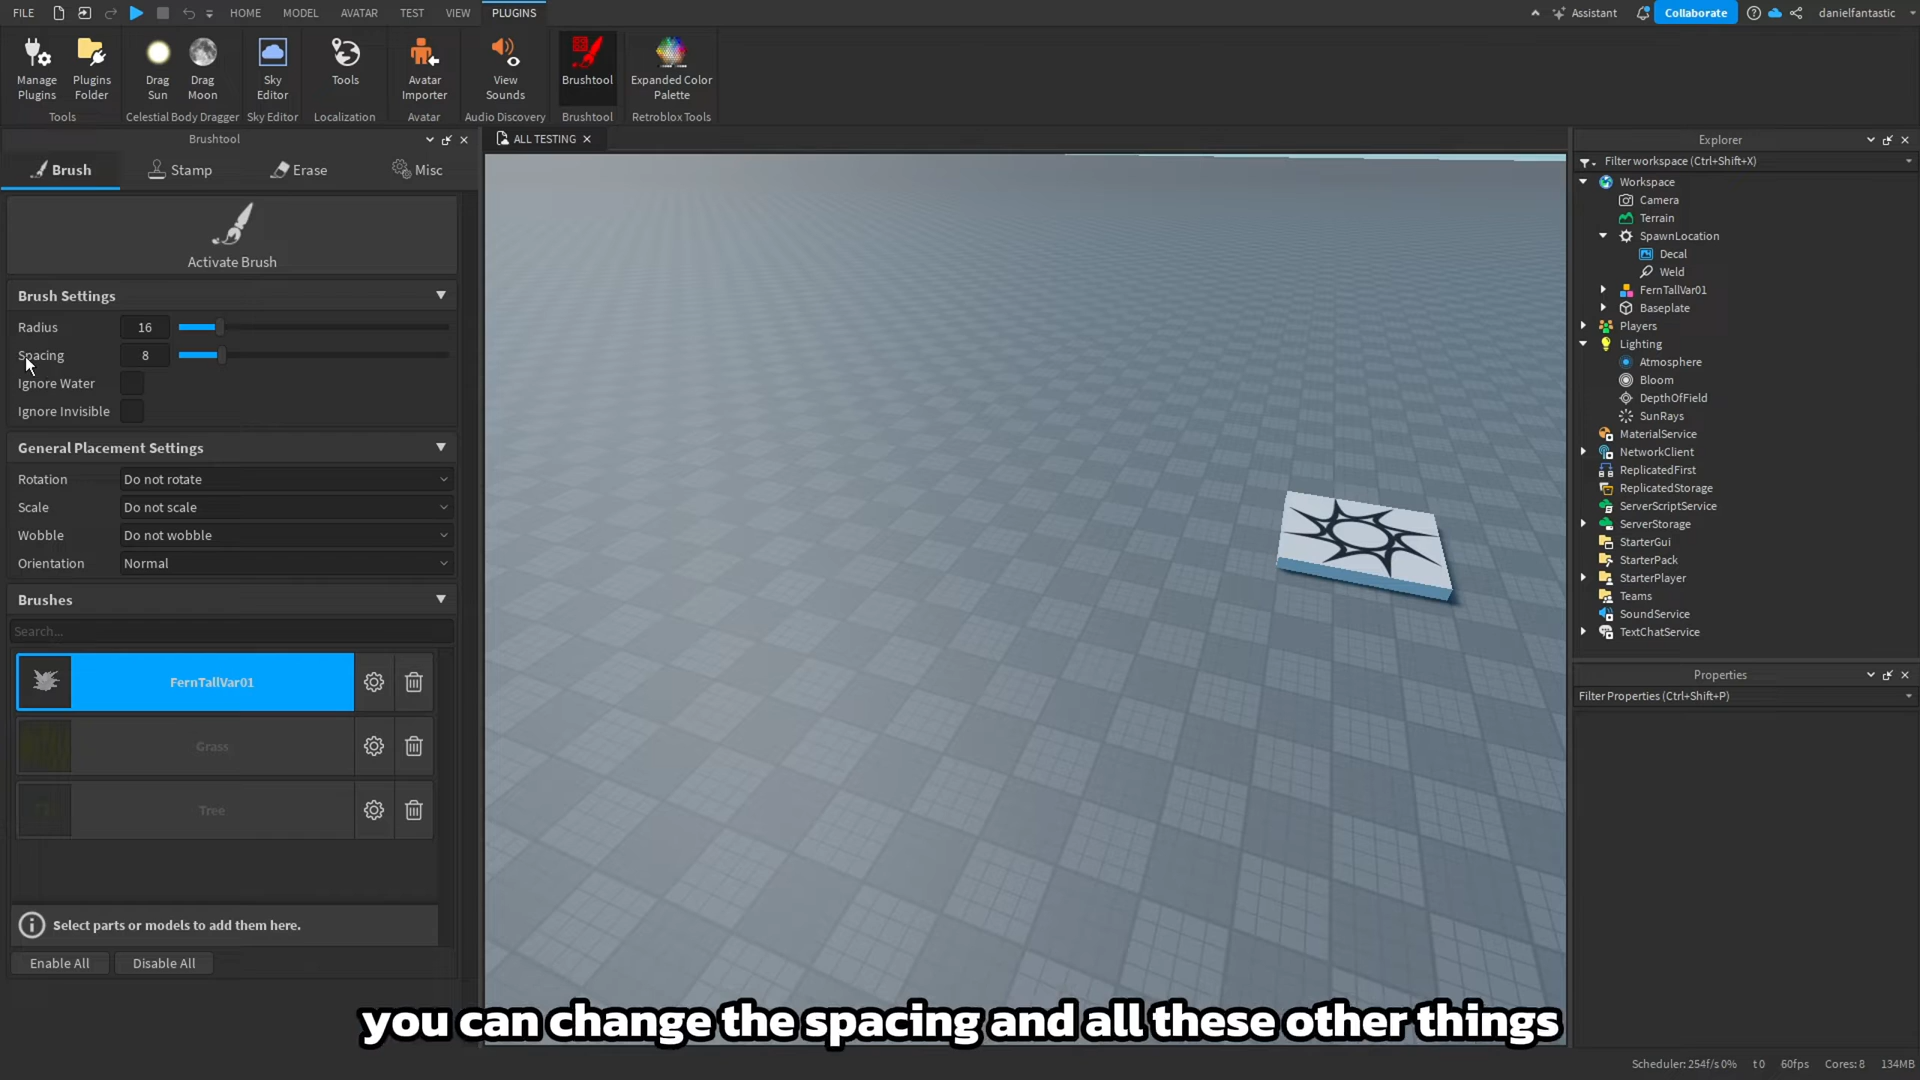 FILE HOME MODEL AVATAR TEST VIEW PLUGINS Assistant Collaborate danielfantastic
Manage Plugins
Plugins Folder
Drag Sun
Drag Moon
Sky Editor
Tools
Avatar Importer
View Sounds
Brushtool
Expanded Color Palette
Tools Celestial Body Dragger Sky Editor Localization Avatar Audio Discovery Brushtool Retroblox Tools
Brushtool
Brush Stamp Erase Misc
Activate Brush
Brush Settings
Radius 16
Spacing 8
Ignore Water
Ignore Invisible
General Placement Settings
Rotation Do not rotate
Scale Do not scale
Wobble Do not wobble
Orientation Normal
Brushes
Search...
FernTallVar01
Grass
Tree
Select parts or models to add them here.
Enable All Disable All
ALL TESTING
Explorer
Filter workspace (Ctrl+Shift+X)
Workspace
Camera
Terrain
SpawnLocation
Decal
Weld
FernTallVar01
Baseplate
Players
Lighting
Atmosphere
Bloom
DepthOfField
SunRays
MaterialService
NetworkClient
ReplicatedFirst
ReplicatedStorage
ServerScriptService
ServerStorage
StarterGui
StarterPack
StarterPlayer
Teams
SoundService
TextChatService
Properties
Filter Properties (Ctrl+Shift+P)
you can change the spacing and all these other things
Scheduler: 254f/s 0% t 0 60fps Cores: 8 134MB